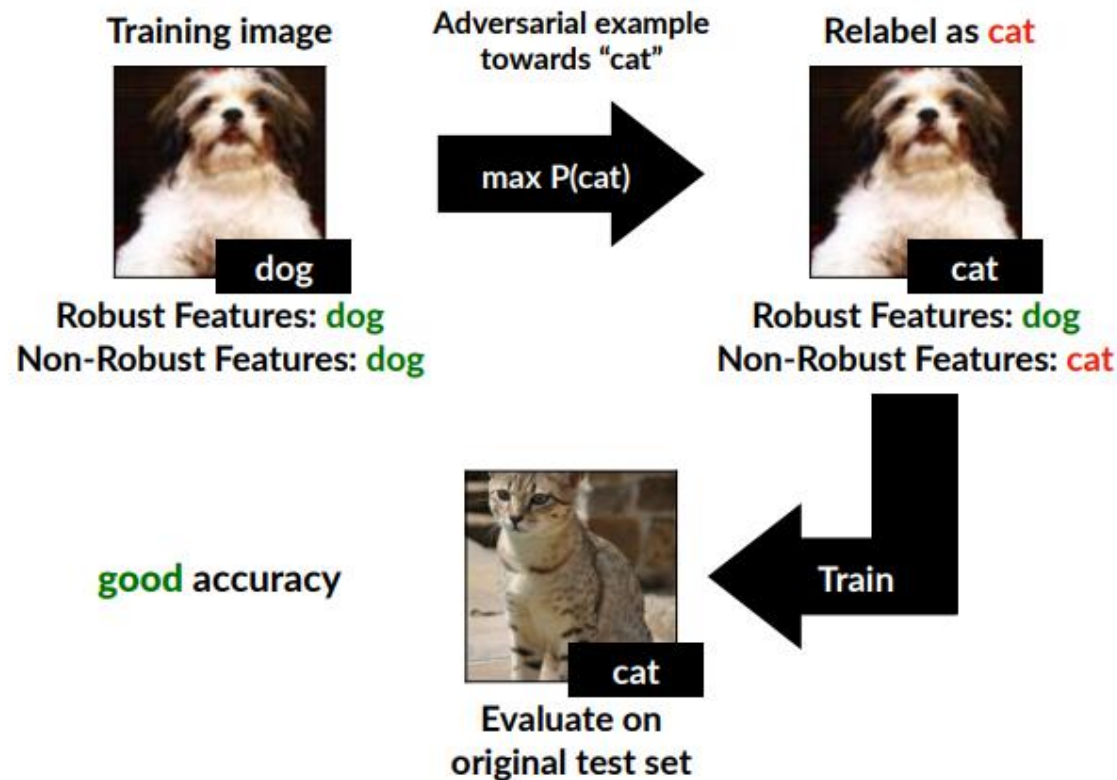 Training image
Adversarial example
towards “cat”
Relabel as cat
max P(cat)
dog
cat
Robust Features: dog
Non-Robust Features: dog
Robust Features: dog
Non-Robust Features: cat
Train
good accuracy
cat
Evaluate on
original test set